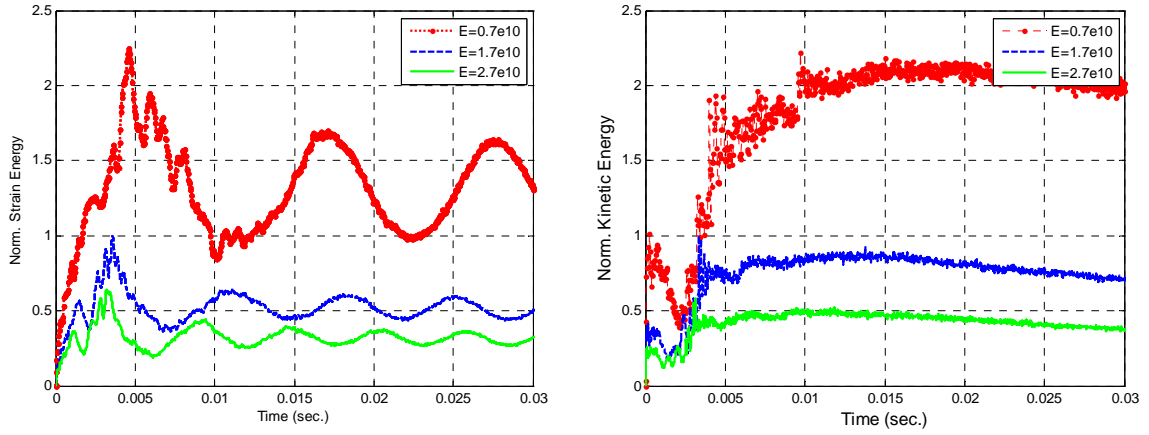 2.5
2
1.5
1
0.5
0
Norm. Strain Energy
E=0.7e10
E=1.7e10
E=2.7e10
0 0.005 0.01 0.015 0.02 0.025 0.03
Time (sec.)
2.5
2
1.5
1
0.5
0
Norm. Kinetic Energy
E=0.7e10
E=1.7e10
E=2.7e10
0 0.005 0.01 0.015 0.02 0.025 0.03
Time (sec.)